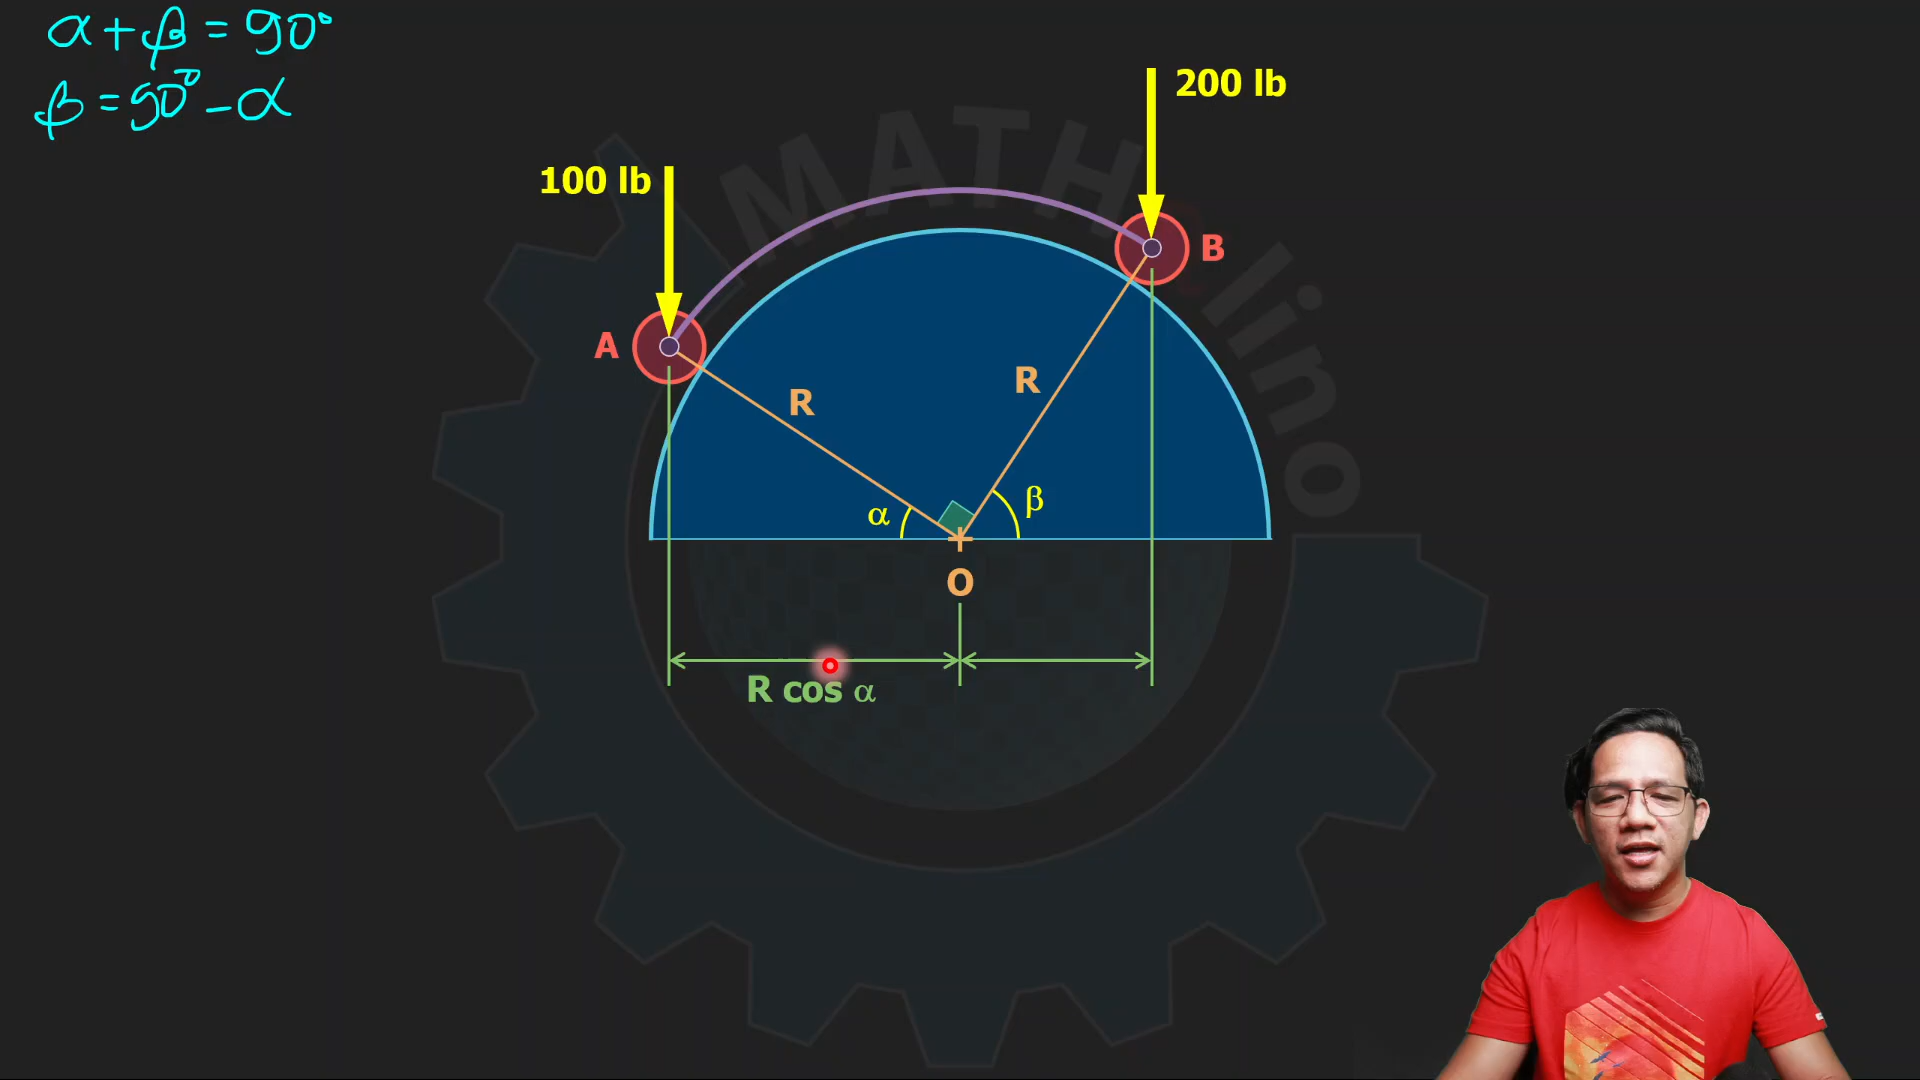 α + β = 90°
β = 90° - α
200 lb
100 lb
MATHalino
B
A
R
R
α
β
O
R cos α